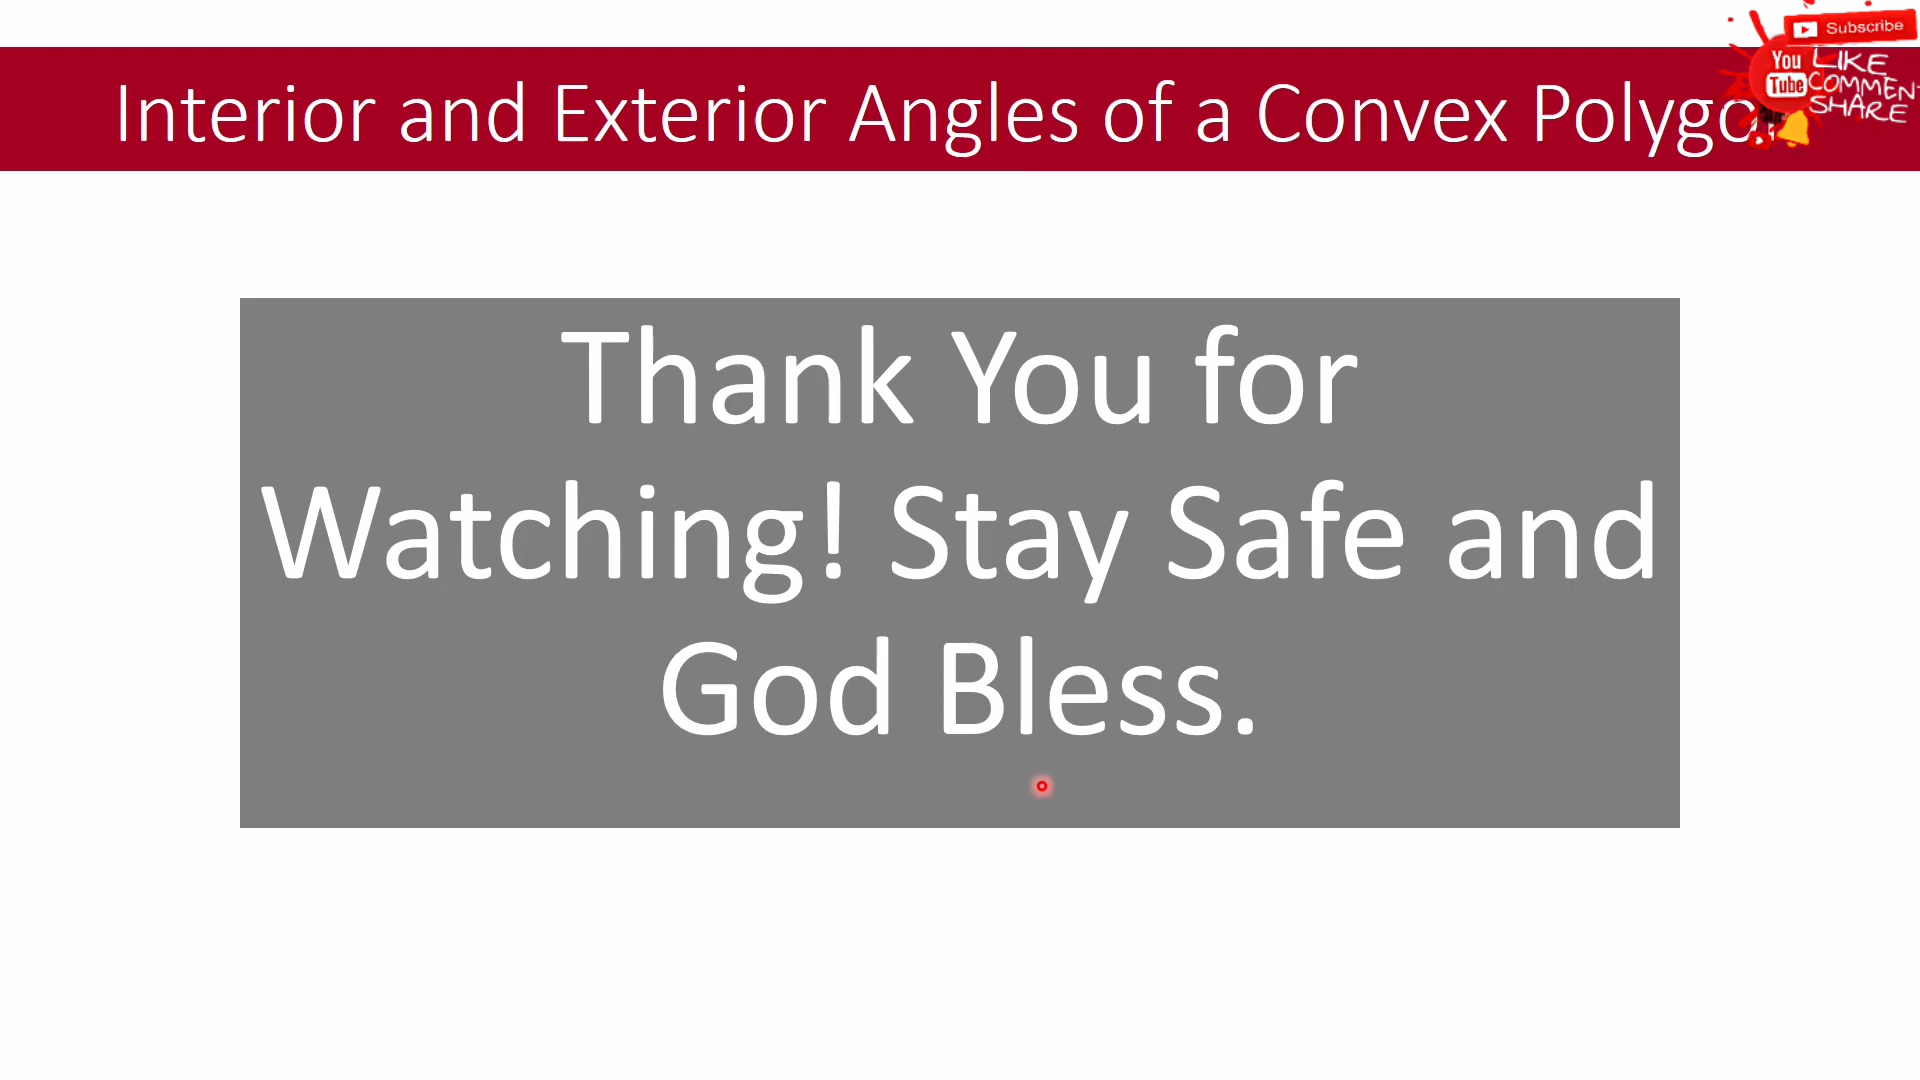 Subscribe
Interior and Exterior Angles of a Convex Polygo
You
Tube
LIKE
COMMENT
SHARE
Thank You for
Watching! Stay Safe and
God Bless.